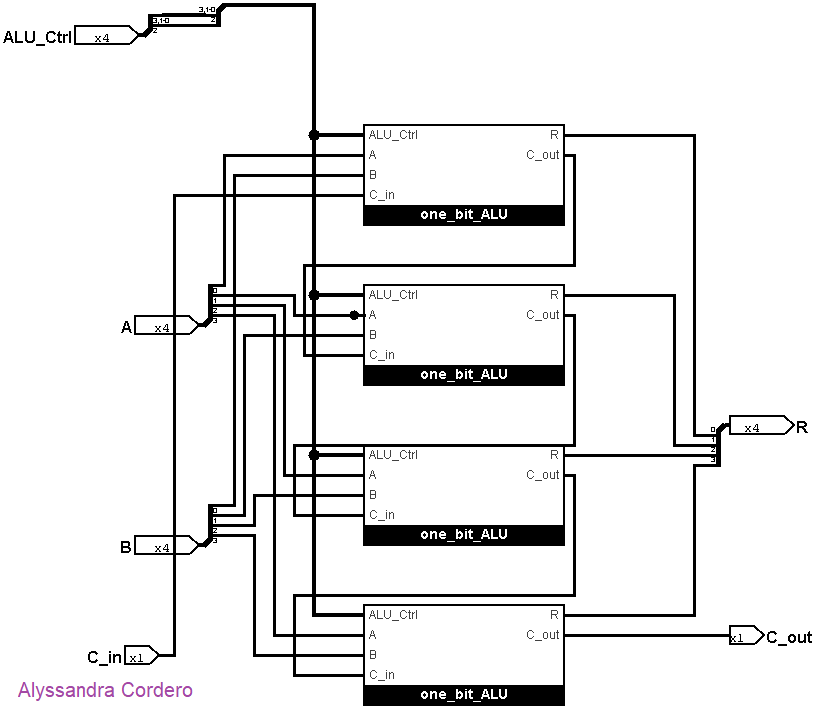 3,1-0
2
3,1-0
2
ALU_Ctrl x4
ALU_Ctrl R
A C_out
B
C_in
one_bit_ALU
0
1
2
3
A x4
ALU_Ctrl R
A C_out
B
C_in
one_bit_ALU
0
1
2
3
x4 R
ALU_Ctrl R
A C_out
B
C_in
one_bit_ALU
0
1
2
3
B x4
ALU_Ctrl R
A C_out
B
C_in
one_bit_ALU
x1 C_out
C_in x1
Alyssandra Cordero